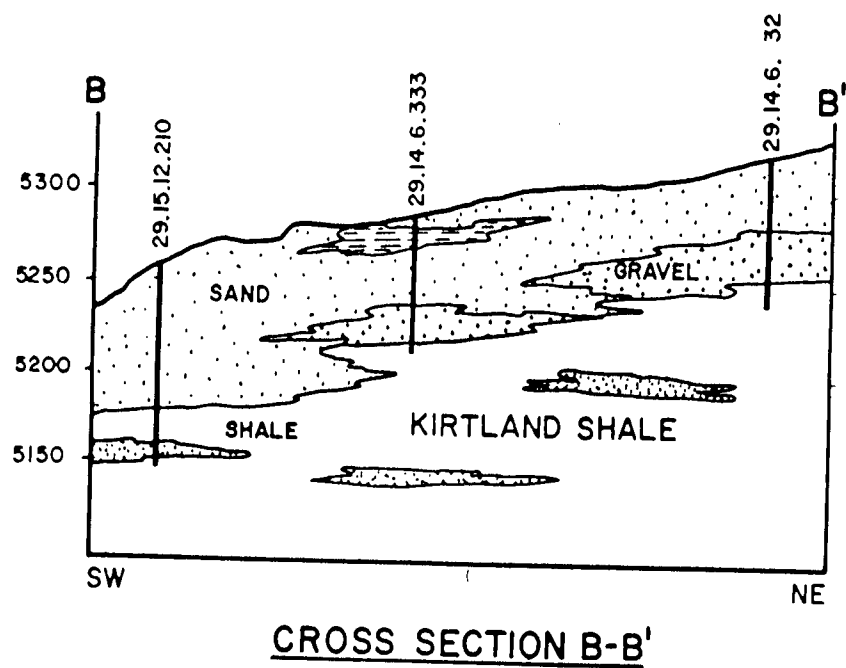 B
B'
29.15.12.210
29.14.6.333
29.14.6. 32
5300
5250
5200
5150
SAND
GRAVEL
SHALE
KIRTLAND SHALE
SW
NE
CROSS SECTION B-B'